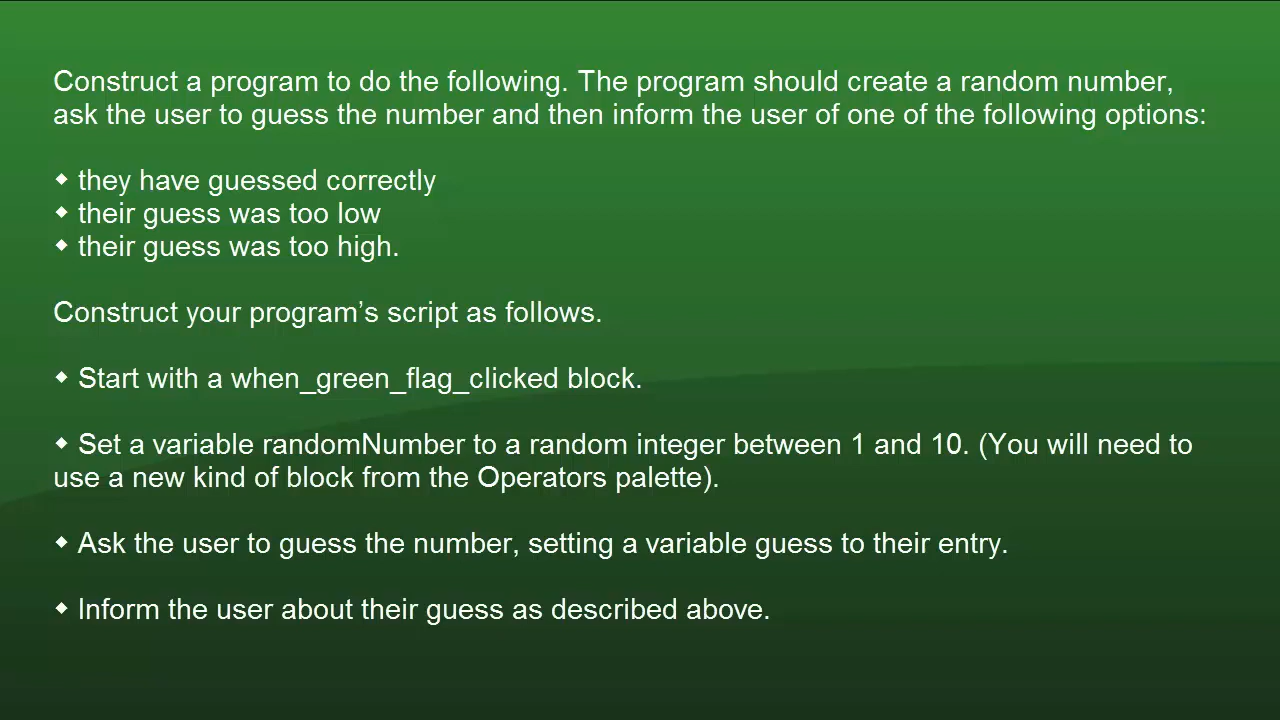 Construct a program to do the following. The program should create a random number,
ask the user to guess the number and then inform the user of one of the following options:
◆ they have guessed correctly
◆ their guess was too low
◆ their guess was too high.
Construct your program’s script as follows.
◆ Start with a when_green_flag_clicked block.
◆ Set a variable randomNumber to a random integer between 1 and 10. (You will need to
use a new kind of block from the Operators palette).
◆ Ask the user to guess the number, setting a variable guess to their entry.
◆ Inform the user about their guess as described above.